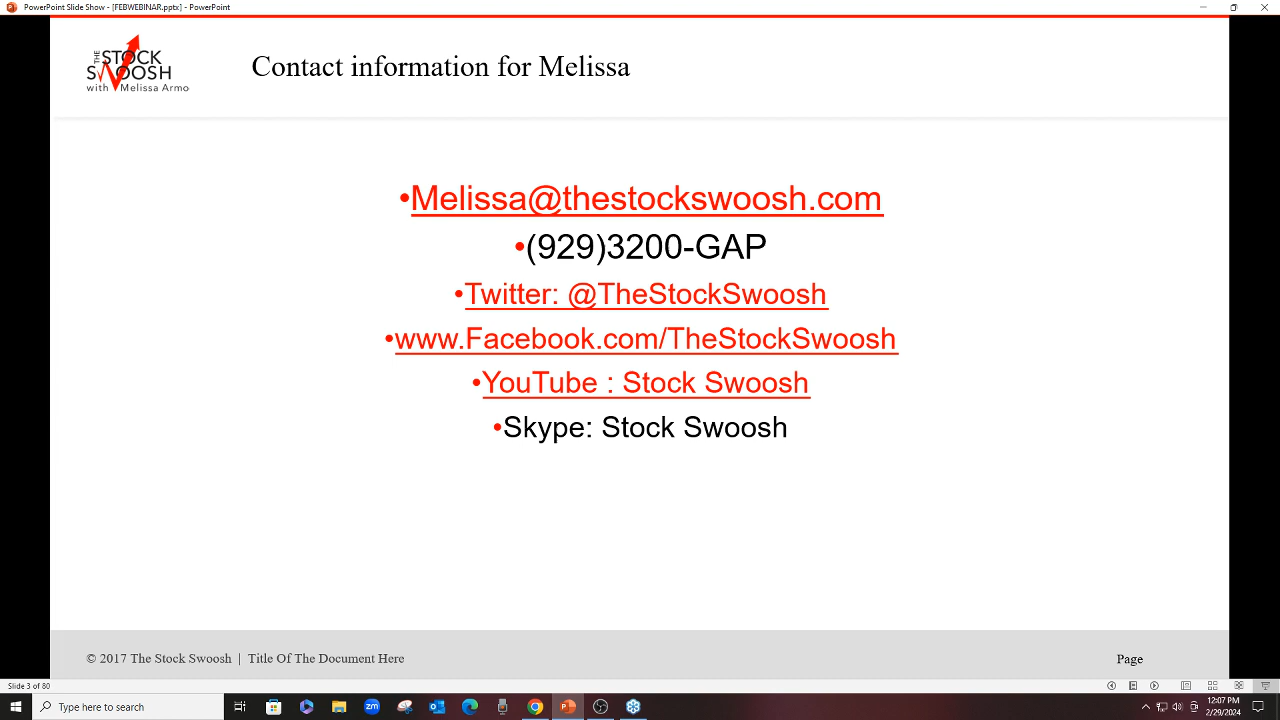 PowerPoint Slide Show - [FEBWEBINAR.pptx] - PowerPoint
THE STOCK
SWOOSH
with Melissa Armo
Contact information for Melissa
•Melissa@thestockswoosh.com
•(929)3200-GAP
•Twitter: @TheStockSwoosh
•www.Facebook.com/TheStockSwoosh
•YouTube : Stock Swoosh
•Skype: Stock Swoosh
© 2017 The Stock Swoosh | Title Of The Document Here
Page
Slide 3 of 80
Type here to search
zm
12:07 PM
2/29/2024